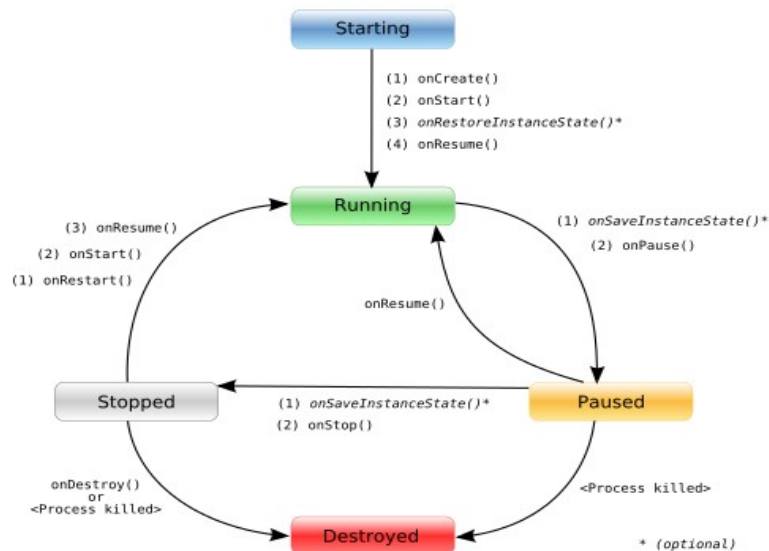 Starting
(1) onCreate()
(2) onStart()
(3) onRestoreInstanceState()*
(4) onResume()
Running
(3) onResume()
(2) onStart()
(1) onRestart()
(1) onSaveInstanceState()*
(2) onPause()
onResume()
Stopped
(1) onSaveInstanceState()*
(2) onStop()
Paused
onDestroy()
or
<Process killed>
<Process killed>
Destroyed
* (optional)